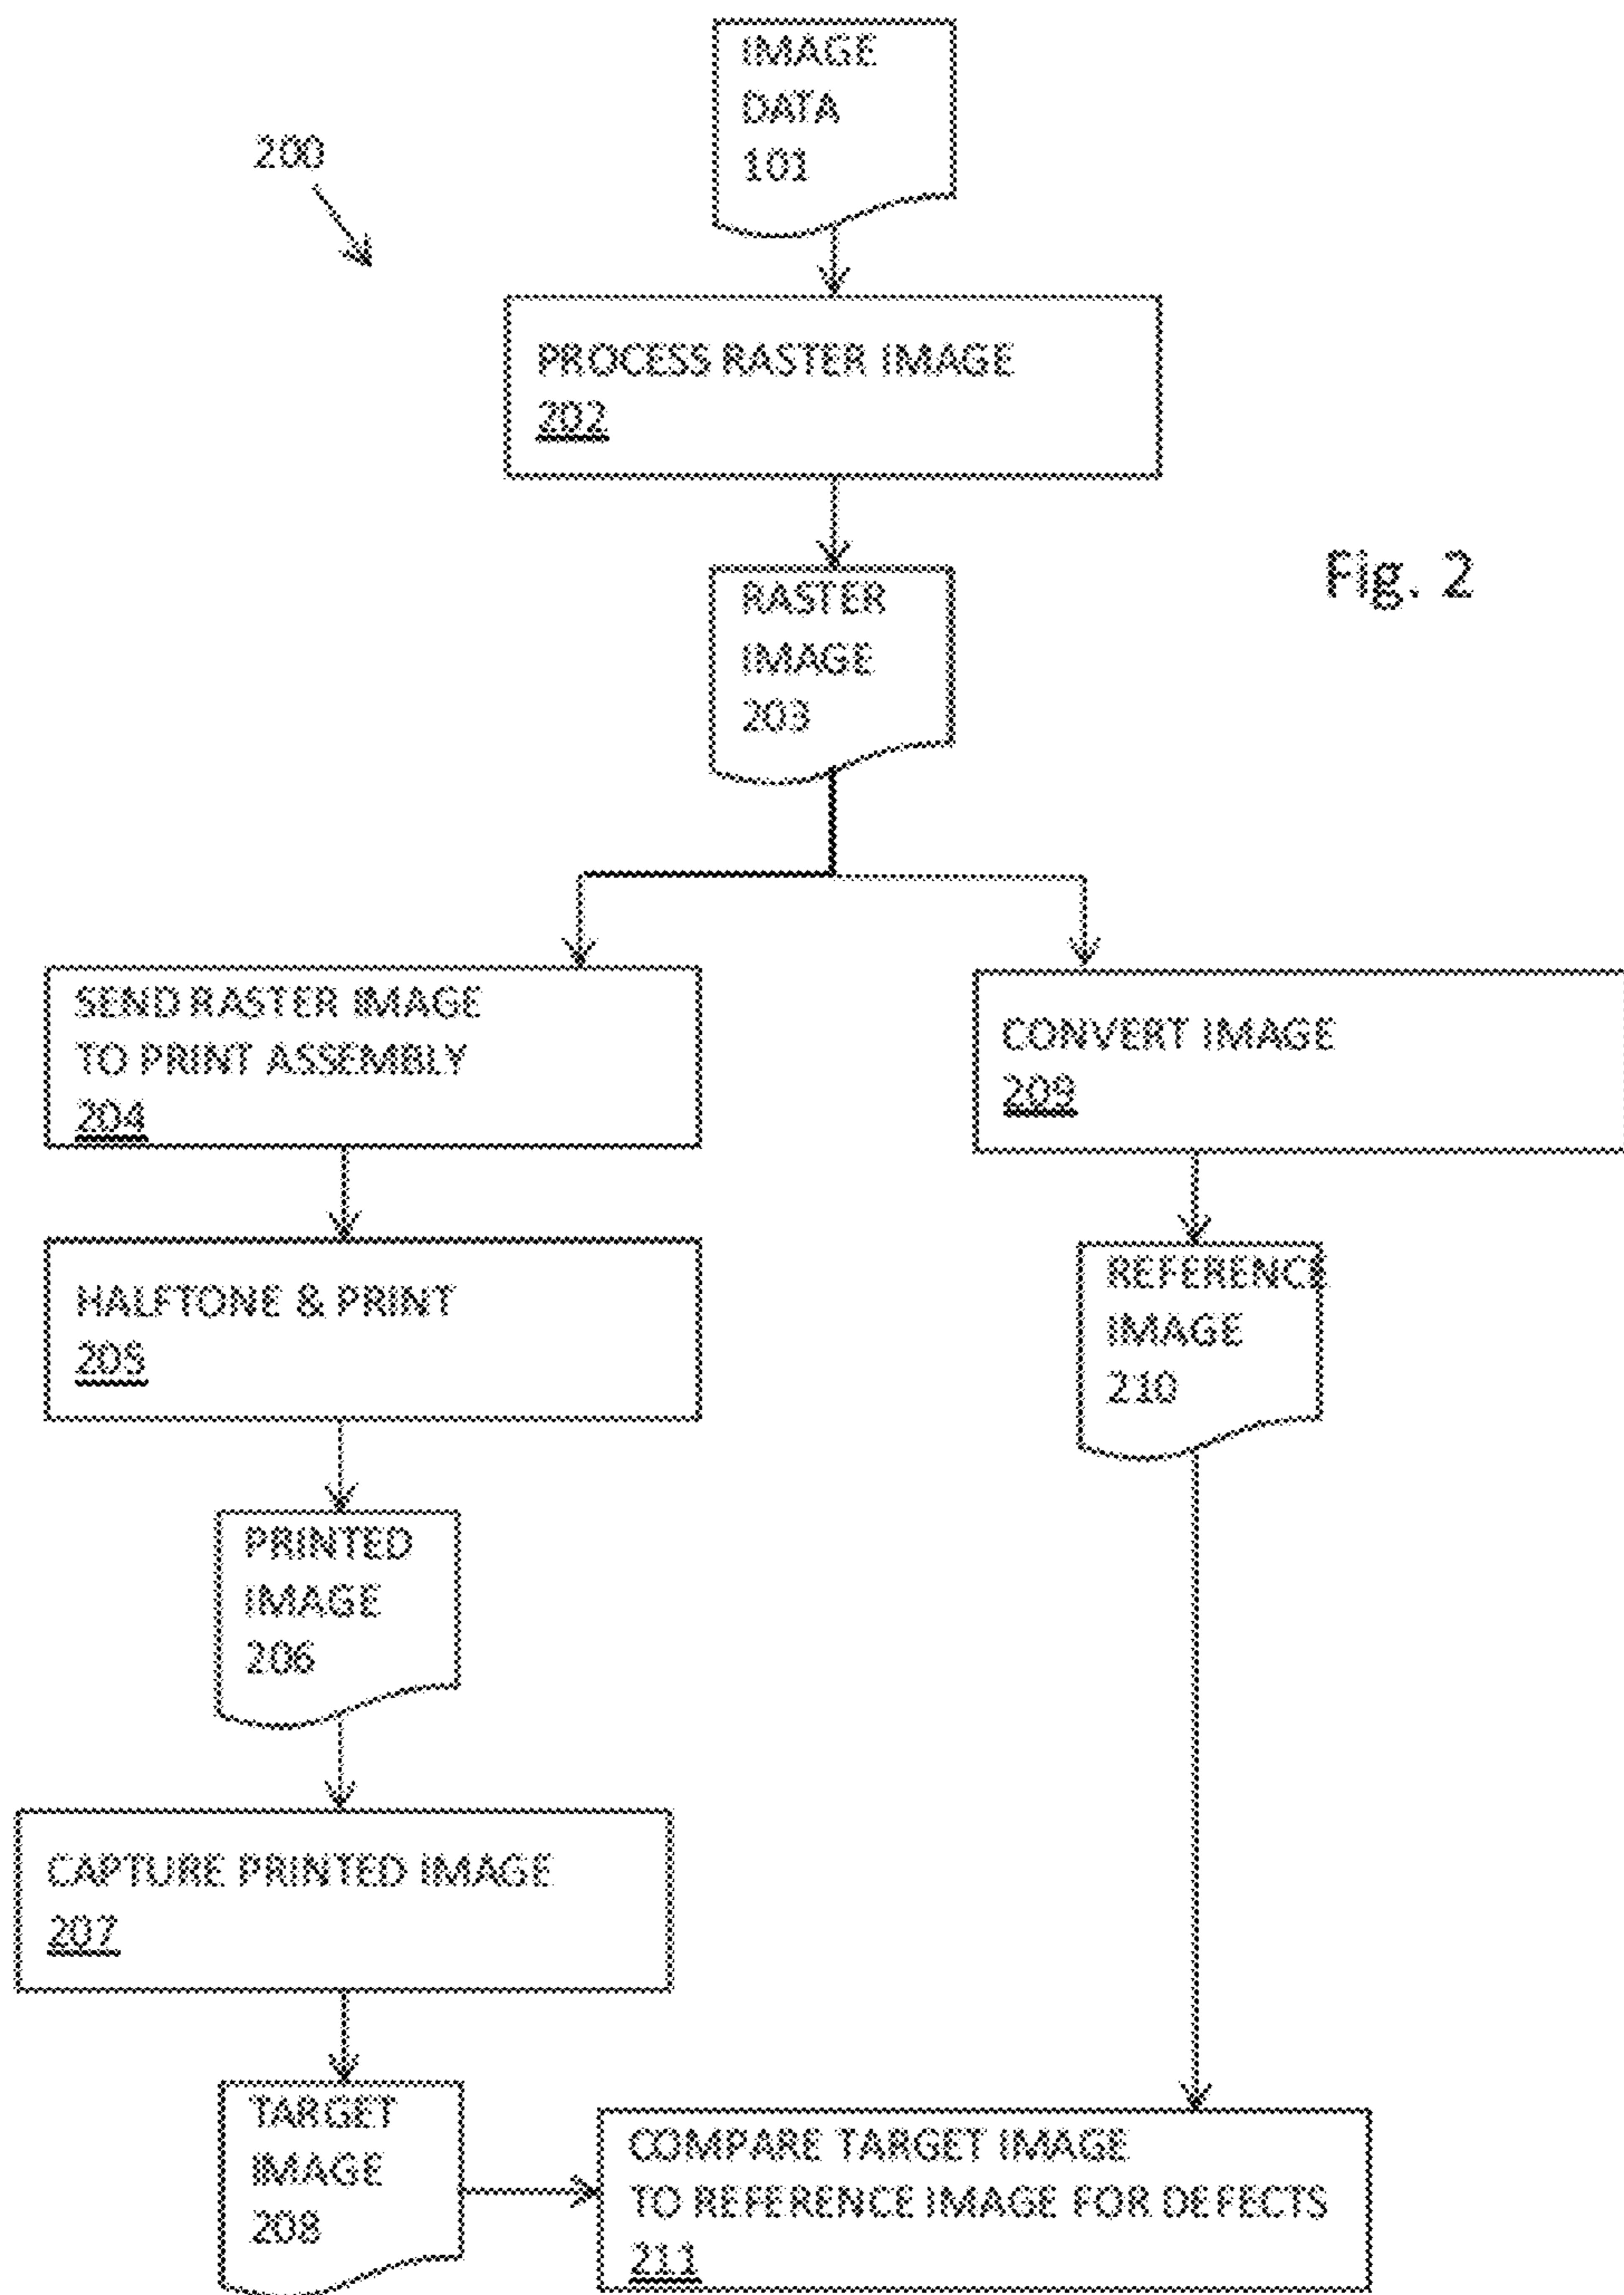 IMAGE
DATA
101
200
PROCESS RASTER IMAGE
202
Fig. 2
RASTER
IMAGE
203
SEND RASTER IMAGE
TO PRINT ASSEMBLY
204
CONVERT IMAGE
209
HALFTONE & PRINT
205
REFERENCE
IMAGE
210
PRINTED
IMAGE
206
CAPTURE PRINTED IMAGE
207
TARGET
IMAGE
208
COMPARE TARGET IMAGE
TO REFERENCE IMAGE FOR DEFECTS
211